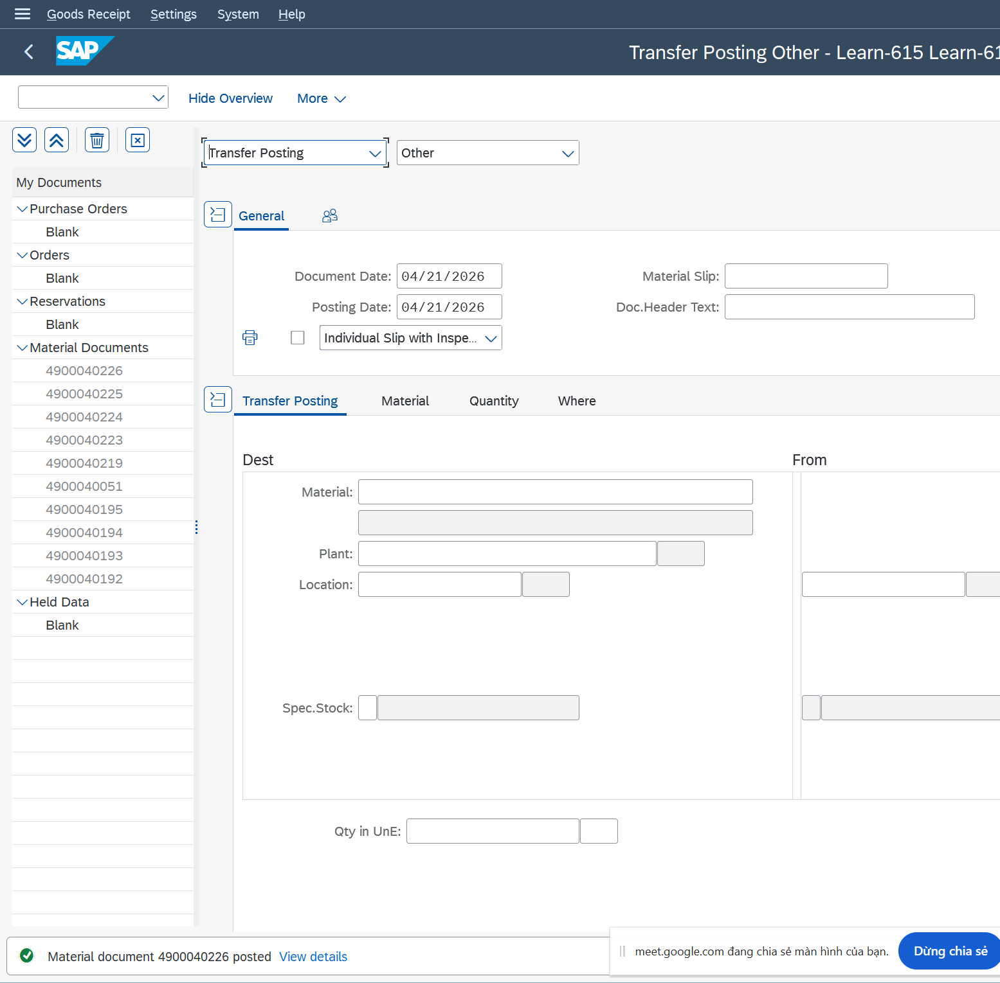 Goods Receipt Settings System Help
SAP
Transfer Posting Other - Learn-615 Learn-61
Hide Overview More
Transfer Posting Other
My Documents
Purchase Orders
Blank
Orders
Blank
Reservations
Blank
Material Documents
4900040226
4900040225
4900040224
4900040223
4900040219
4900040051
4900040195
4900040194
4900040193
4900040192
Held Data
Blank
General
Document Date: 04/21/2026 Material Slip:
Posting Date: 04/21/2026 Doc.Header Text:
Individual Slip with Inspe...
Transfer Posting Material Quantity Where
Dest From
Material:
Plant:
Location:
Spec.Stock:
Qty in UnE:
Material document 4900040226 posted View details
meet.google.com đang chia sẻ màn hình của bạn. Dừng chia sẻ